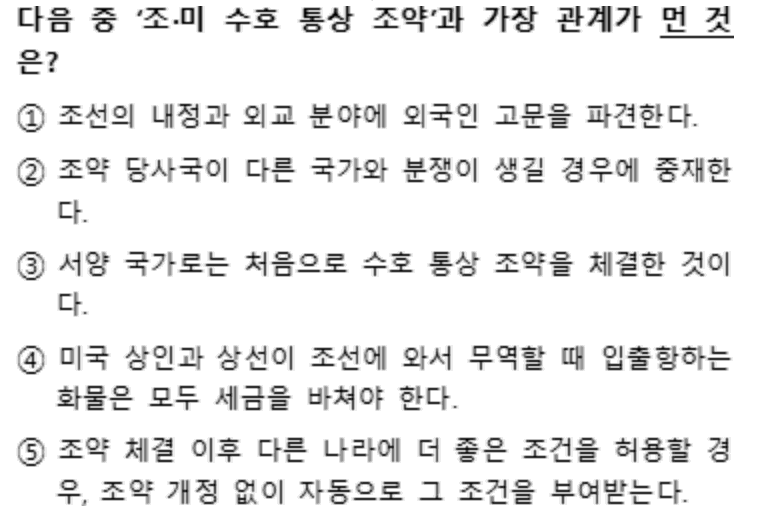 다음 중 ‘조·미 수호 통상 조약’과 가장 관계가 먼 것
은?
① 조선의 내정과 외교 분야에 외국인 고문을 파견한다.
② 조약 당사국이 다른 국가와 분쟁이 생길 경우에 중재한
다.
③ 서양 국가로는 처음으로 수호 통상 조약을 체결한 것이
다.
④ 미국 상인과 상선이 조선에 와서 무역할 때 입출항하는
화물은 모두 세금을 바쳐야 한다.
⑤ 조약 체결 이후 다른 나라에 더 좋은 조건을 허용할 경
우, 조약 개정 없이 자동으로 그 조건을 부여받는다.